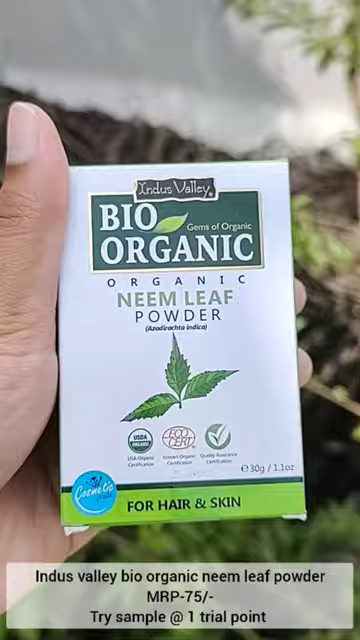 Indus Valley
BIO
Gems of Organic
ORGANIC
ORGANIC
NEEM LEAF
POWDER
(Azadirachta indica)
USDA
ORGANIC
ECO
CERT
USA Organic
Certification
Ecocert Organic
Certification
Quality Assurance
Certification
℮30g / 1.1oz
Cosmetic
grade
FOR HAIR & SKIN
Indus valley bio organic neem leaf powder
MRP-75/-
Try sample @ 1 trial point